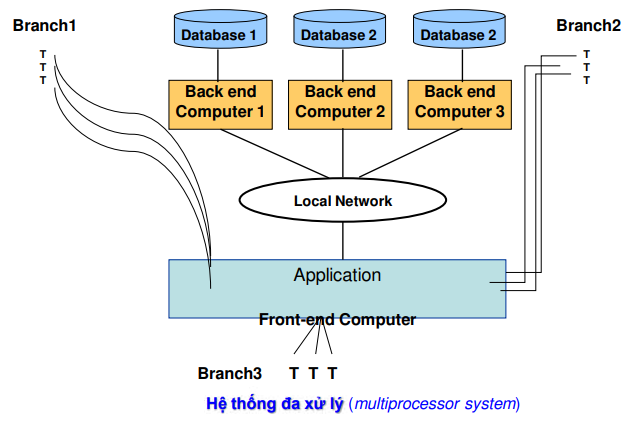 Branch1
T
T
T
Database 1
Database 2
Database 2
Branch2
T
T
T
Back end
Computer 1
Back end
Computer 2
Back end
Computer 3
Local Network
Application
Front-end Computer
Branch3 T T T
Hệ thống đa xử lý (multiprocessor system)